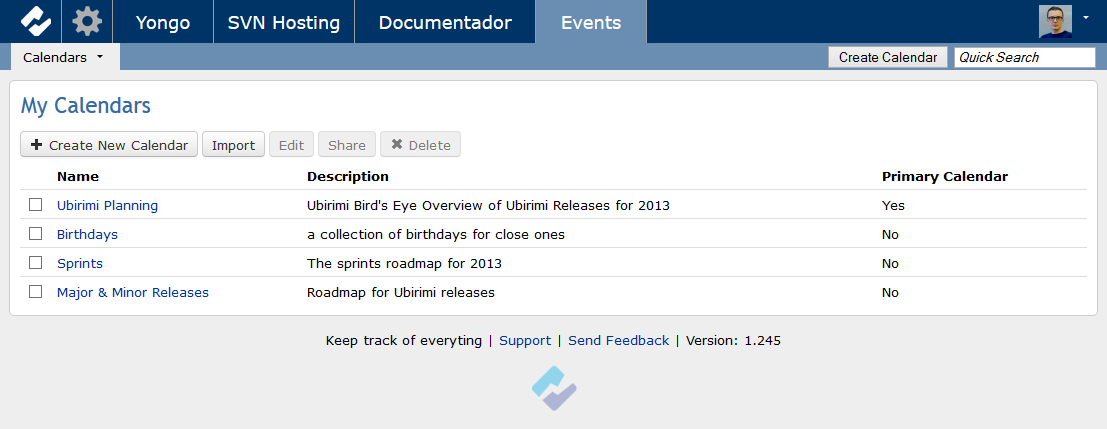 Yongo SVN Hosting Documentador Events
Calendars Create Calendar Quick Search
My Calendars
Create New Calendar Import Edit Share Delete
Name Description Primary Calendar
Ubirimi Planning Ubirimi Bird's Eye Overview of Ubirimi Releases for 2013 Yes
Birthdays a collection of birthdays for close ones No
Sprints The sprints roadmap for 2013 No
Major & Minor Releases Roadmap for Ubirimi releases No
Keep track of everyting | Support | Send Feedback | Version: 1.245